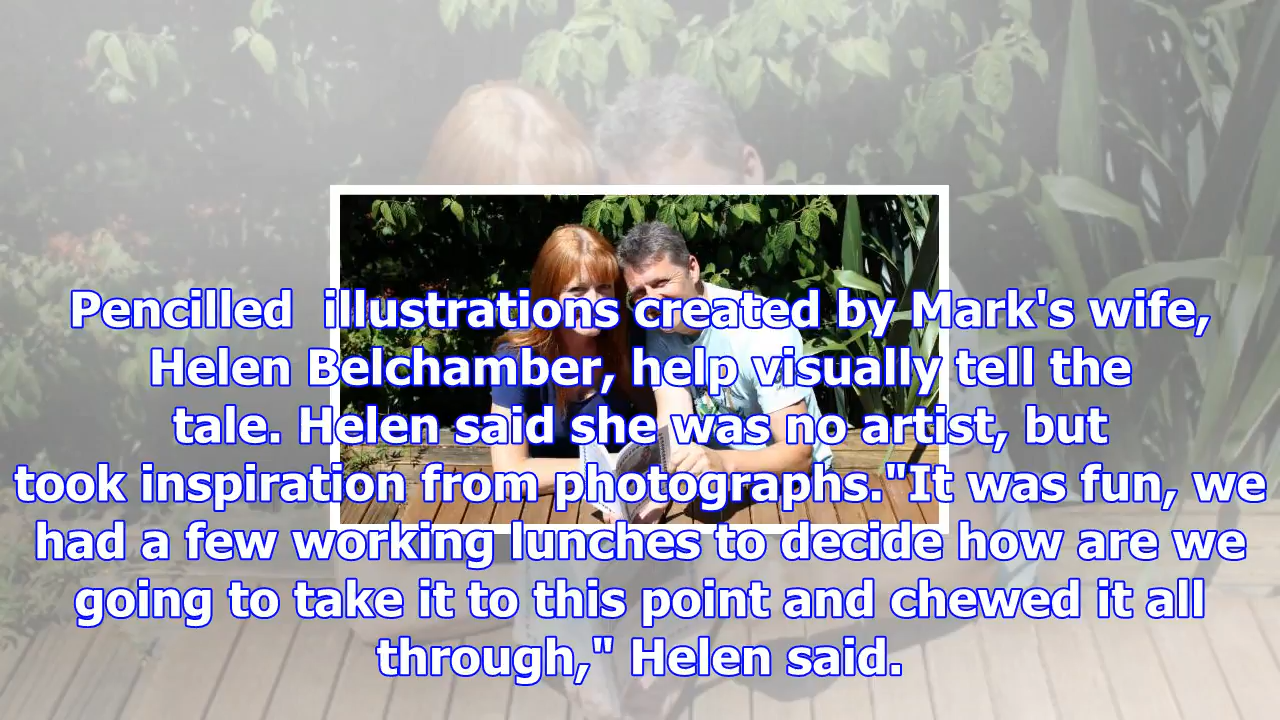 Pencilled  illustrations created by Mark's wife,
Helen Belchamber, help visually tell the
tale. Helen said she was no artist, but
took inspiration from photographs."It was fun, we
had a few working lunches to decide how are we
going to take it to this point and chewed it all
through," Helen said.